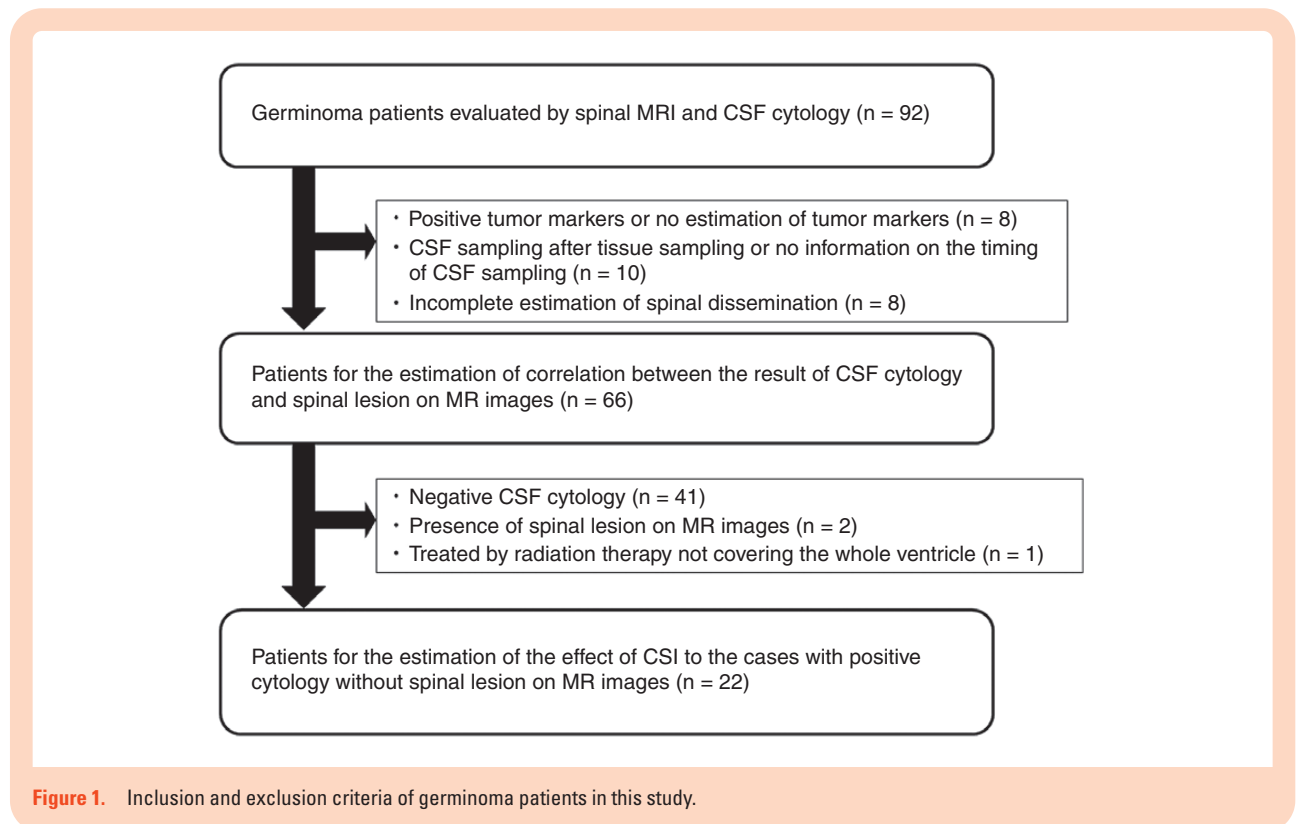 Germinoma patients evaluated by spinal MRI and CSF cytology (n = 92)
・ Positive tumor markers or no estimation of tumor markers (n = 8)
・ CSF sampling after tissue sampling or no information on the timing
of CSF sampling (n = 10)
・ Incomplete estimation of spinal dissemination (n = 8)
Patients for the estimation of correlation between the result of CSF cytology
and spinal lesion on MR images (n = 66)
・ Negative CSF cytology (n = 41)
・ Presence of spinal lesion on MR images (n = 2)
・ Treated by radiation therapy not covering the whole ventricle (n = 1)
Patients for the estimation of the effect of CSI to the cases with positive
cytology without spinal lesion on MR images (n = 22)
Figure 1. Inclusion and exclusion criteria of germinoma patients in this study.